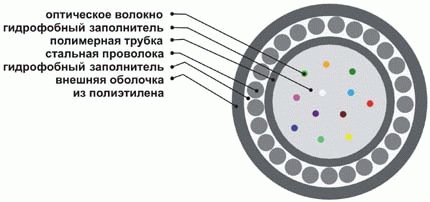 оптическое волокно
гидрофобный заполнитель
полимерная трубка
стальная проволока
гидрофобный заполнитель
внешняя оболочка
из полиэтилена